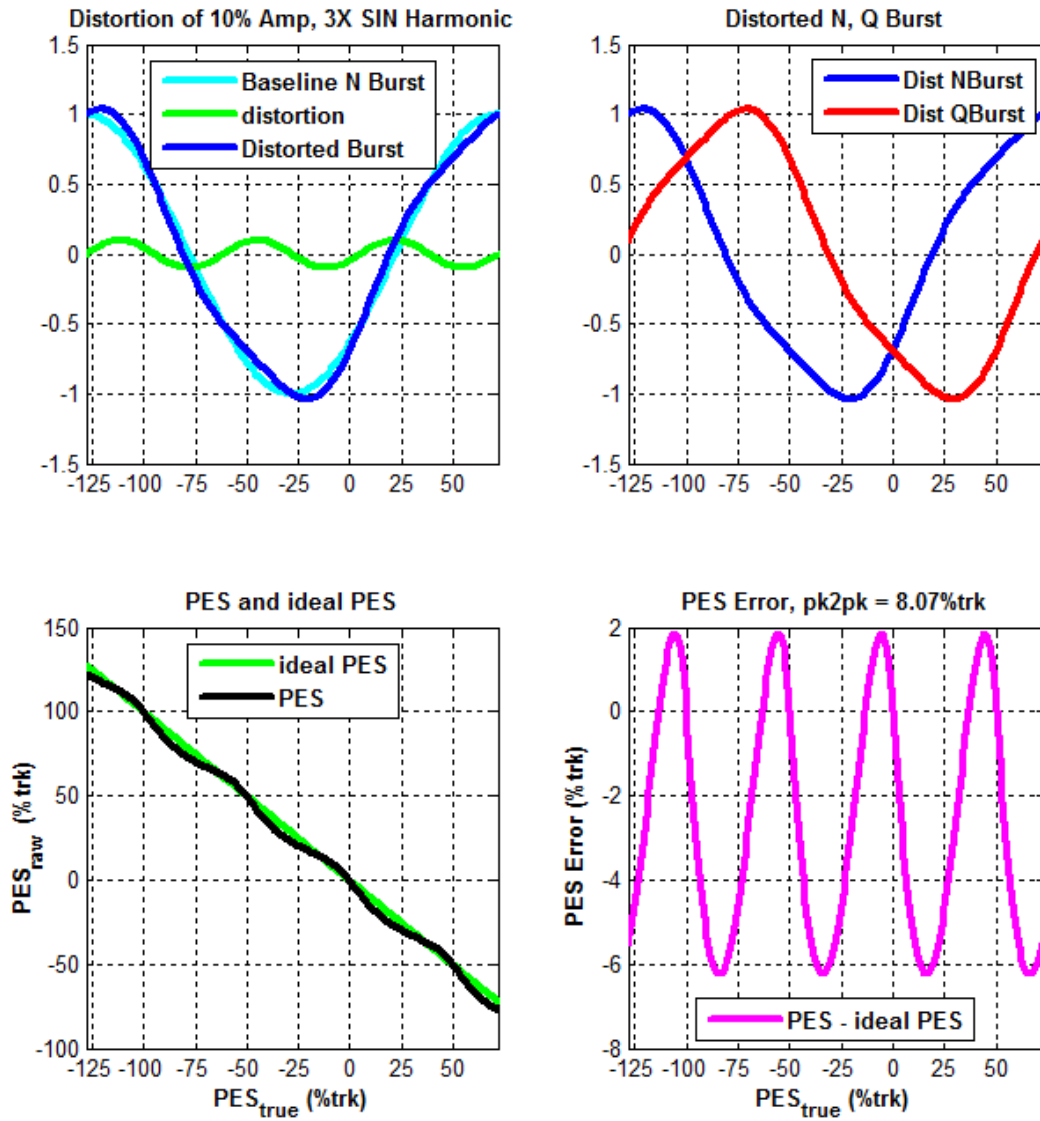 Distortion of 10% Amp, 3X SIN Harmonic
1.5
1
0.5
0
-0.5
-1
-1.5
-125 -100 -75 -50 -25 0 25 50
Baseline N Burst
distortion
Distorted Burst
Distorted N, Q Burst
1.5
1
0.5
0
-0.5
-1
-1.5
-125 -100 -75 -50 -25 0 25 50
Dist NBurst
Dist QBurst
PES and ideal PES
150
100
50
0
-50
-100
-125 -100 -75 -50 -25 0 25 50
PESraw (%trk)
PEStrue (%trk)
ideal PES
PES
PES Error, pk2pk = 8.07%trk
2
0
-2
-4
-6
-8
-125 -100 -75 -50 -25 0 25 50
PES Error (%trk)
PEStrue (%trk)
PES - ideal PES